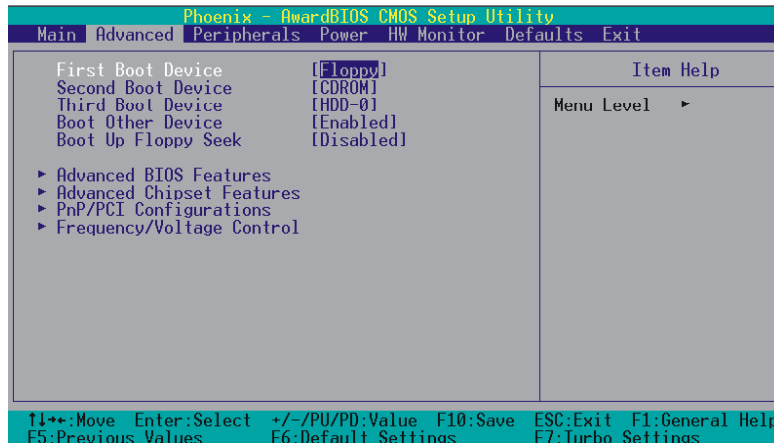 Phoenix - AwardBIOS CMOS Setup Utility
Main Advanced Peripherals Power HW Monitor Defaults Exit
First Boot Device [Floppy]
Second Boot Device [CDROM]
Third Boot Device [HDD-0]
Boot Other Device [Enabled]
Boot Up Floppy Seek [Disabled]
► Advanced BIOS Features
► Advanced Chipset Features
► PnP/PCI Configurations
► Frequency/Voltage Control
Item Help
Menu Level ►
↑↓→←:Move Enter:Select +/-/PU/PD:Value F10:Save ESC:Exit F1:General Help
F5:Previous Values F6:Default Settings F7:Turbo Settings